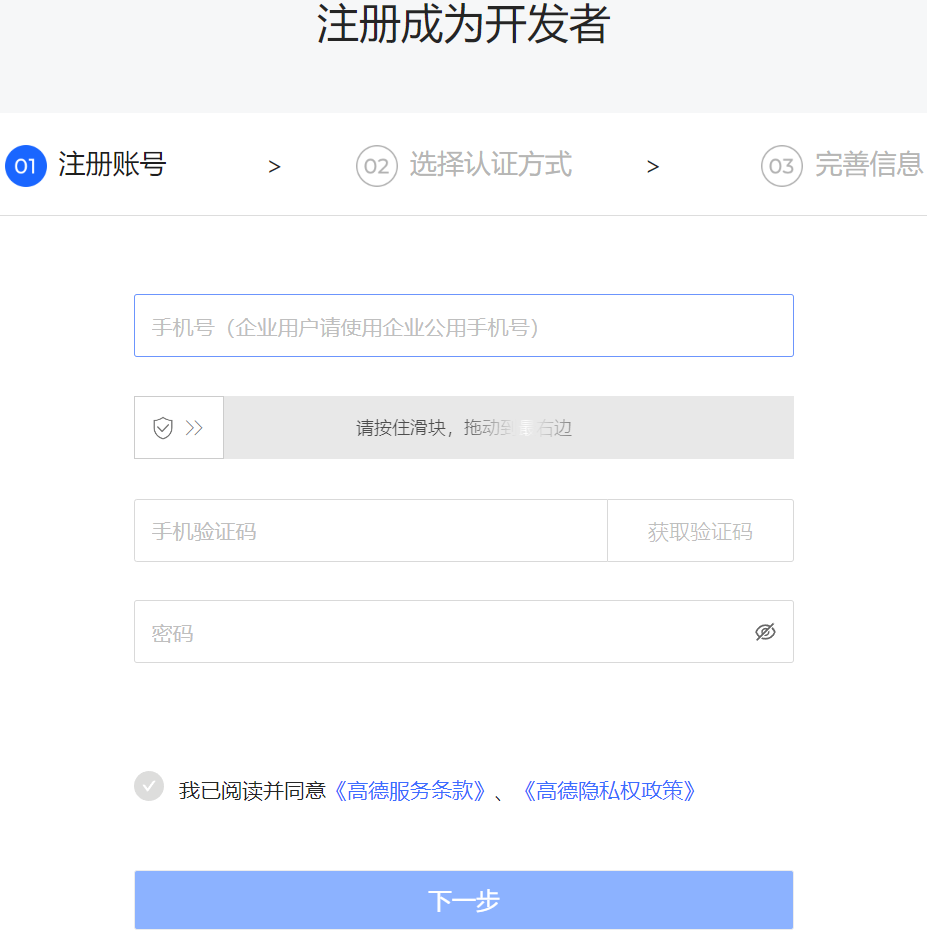 注册成为开发者
01 注册账号 > 02 选择认证方式 > 03 完善信息
手机号（企业用户请使用企业公用手机号）
请按住滑块，拖动到最右边
手机验证码 获取验证码
密码
我已阅读并同意《高德服务条款》、《高德隐私权政策》
下一步